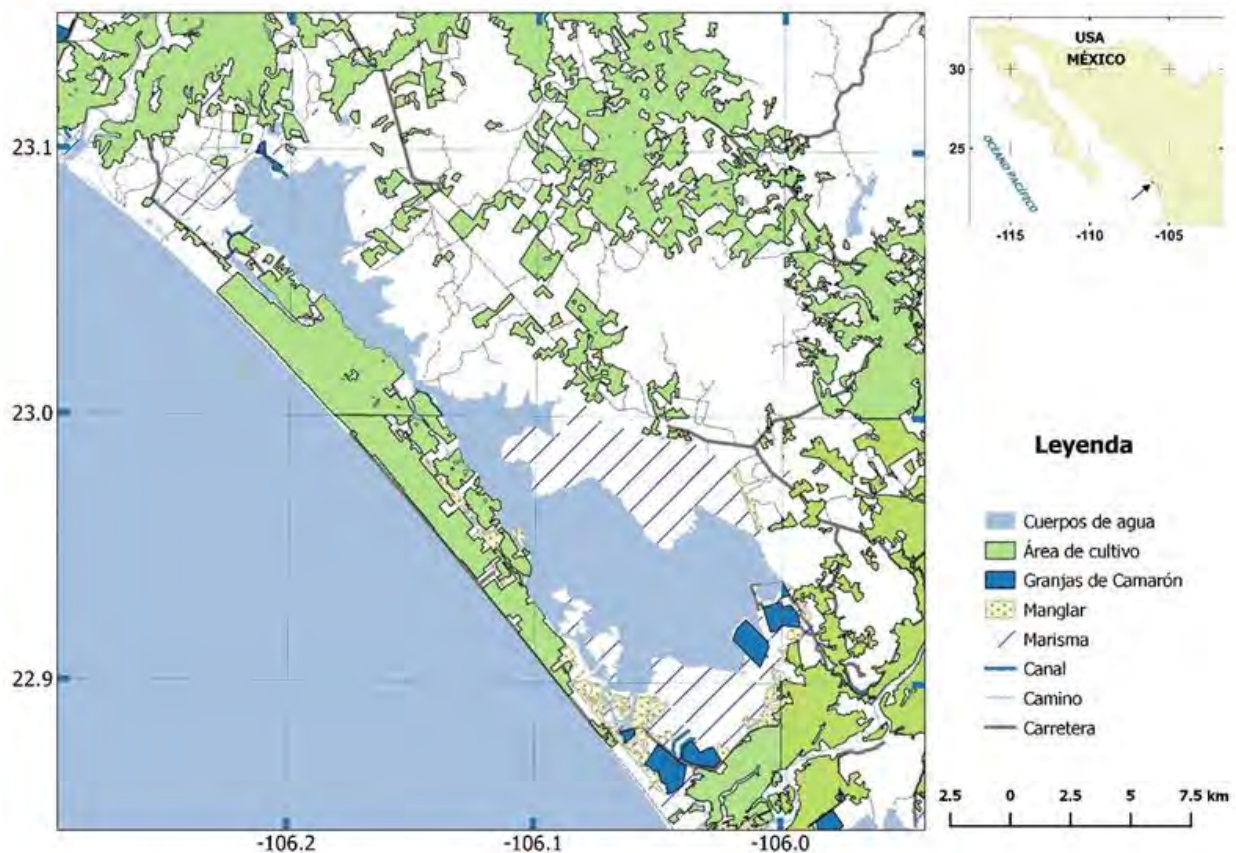 23.1
23.0
22.9
-106.2
-106.1
-106.0
USA
MÉXICO
30
25
OCÉANO PACÍFICO
-115
-110
-105
Leyenda
Cuerpos de agua
Área de cultivo
Granjas de Camarón
Manglar
Marisma
Canal
Camino
Carretera
2.5 0 2.5 5 7.5 km